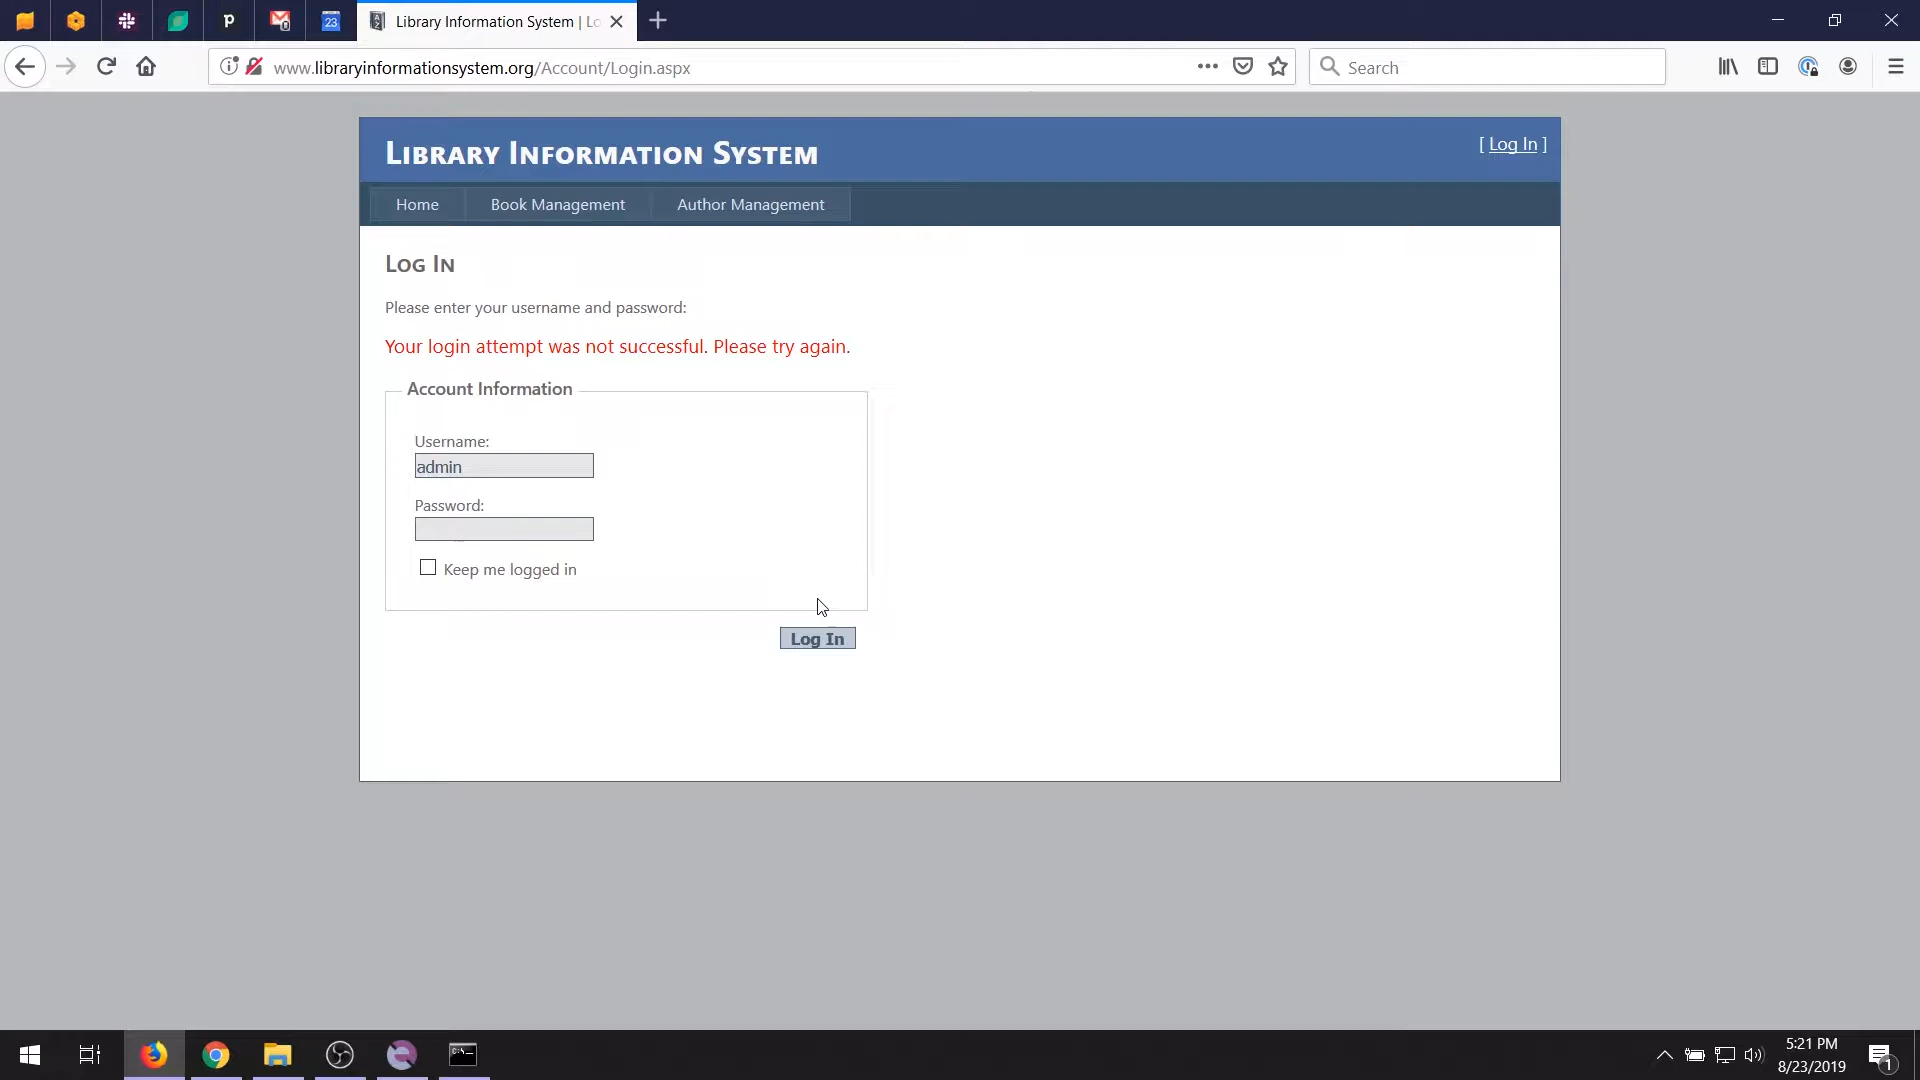 Library Information System | Lo
www.libraryinformationsystem.org/Account/Login.aspx
Search
Library Information System
[ Log In ]
Home
Book Management
Author Management
Log In
Please enter your username and password:
Your login attempt was not successful. Please try again.
Account Information
Username:
admin
Password:
Keep me logged in
Log In
5:21 PM
8/23/2019
1
23